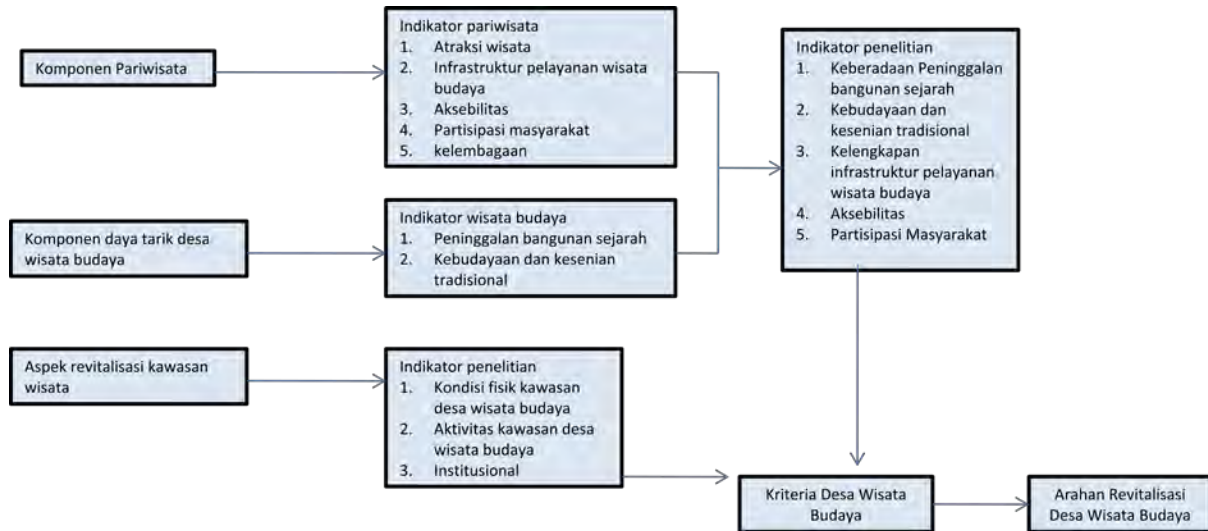 Komponen Pariwisata
Indikator pariwisata
1. Atraksi wisata
2. Infrastruktur pelayanan wisata
budaya
3. Aksebilitas
4. Partisipasi masyarakat
5. kelembagaan
Komponen daya tarik desa
wisata budaya
Indikator wisata budaya
1. Peninggalan bangunan sejarah
2. Kebudayaan dan kesenian
tradisional
Indikator penelitian
1. Keberadaan Peninggalan
bangunan sejarah
2. Kebudayaan dan
kesenian tradisional
3. Kelengkapan
infrastruktur pelayanan
wisata budaya
4. Aksebilitas
5. Partisipasi Masyarakat
Aspek revitalisasi kawasan
wisata
Indikator penelitian
1. Kondisi fisik kawasan
desa wisata budaya
2. Aktivitas kawasan desa
wisata budaya
3. Institusional
Kriteria Desa Wisata
Budaya
Arahan Revitalisasi
Desa Wisata Budaya